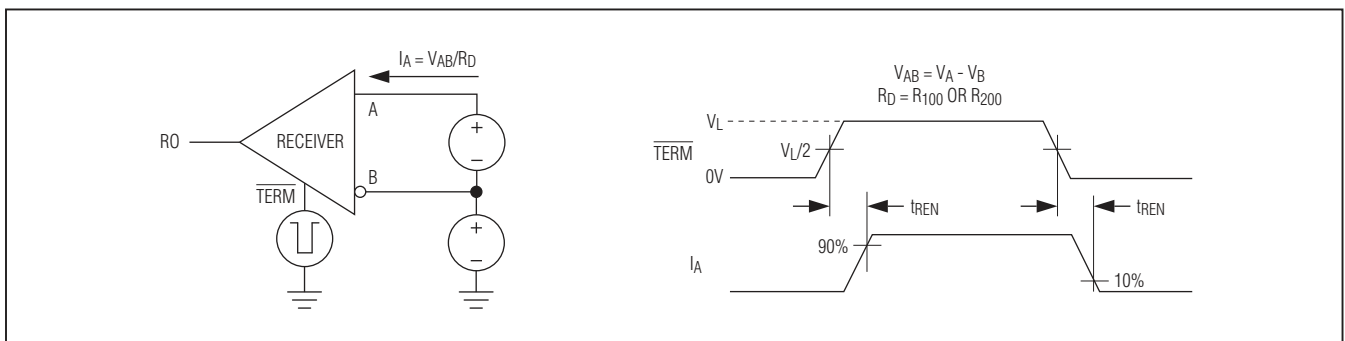 IA = VAB/RD
A
RO
RECEIVER
+
−
B
TERM
+
−
VAB = VA - VB
RD = R100 OR R200
VL
TERM
VL/2
0V
tREN
tREN
90%
IA
10%